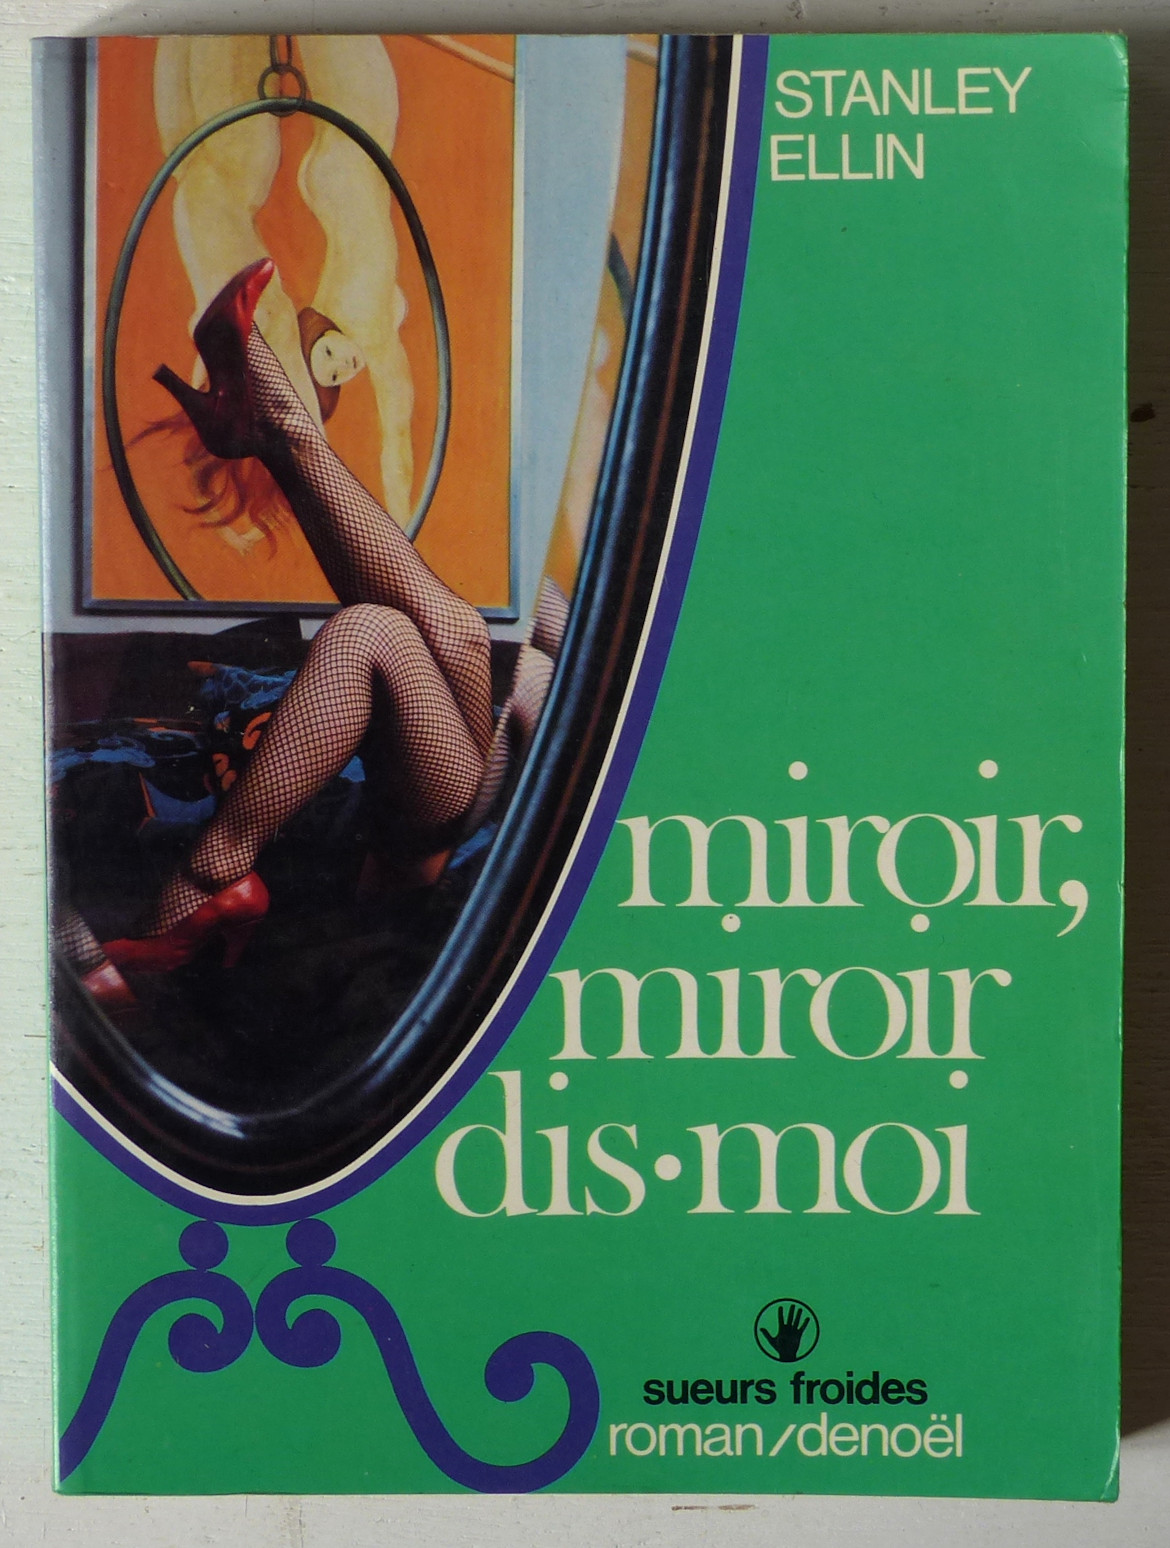 STANLEY
ELLIN
miroir,
miroir
dis•moi
sueurs froides
roman/denoël